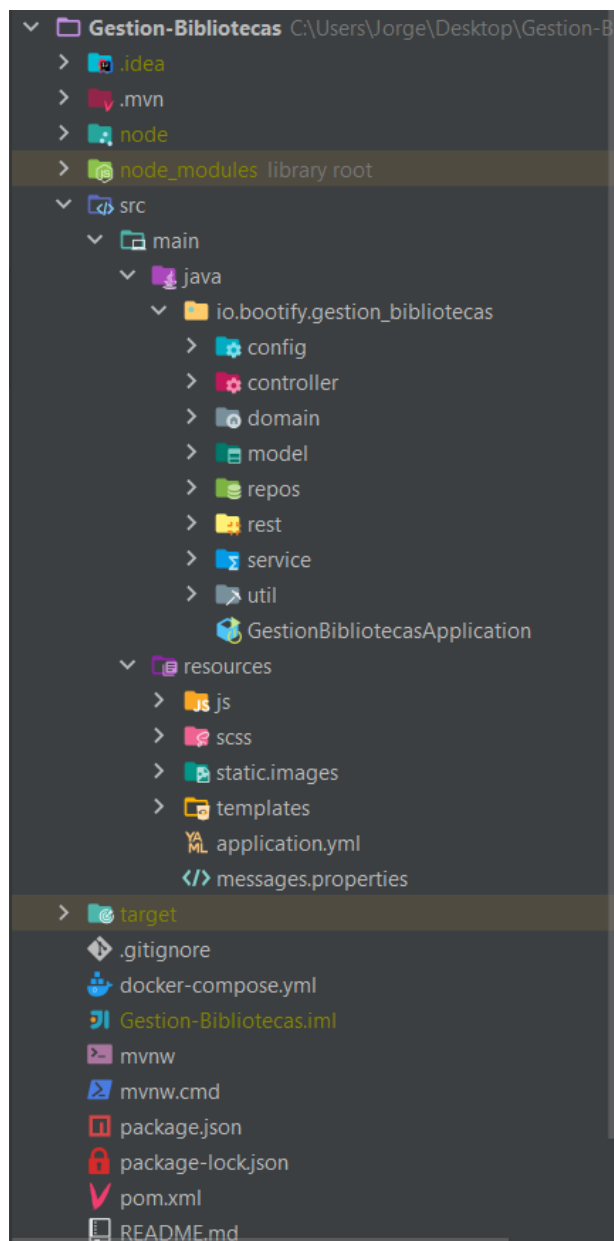 Gestion-Bibliotecas C:\Users\Jorge\Desktop\Gestion-B
.idea
.mvn
node
node_modules library root
src
main
java
io.bootify.gestion_bibliotecas
config
controller
domain
model
repos
rest
service
util
GestionBibliotecasApplication
resources
js
scss
static.images
templates
application.yml
messages.properties
target
.gitignore
docker-compose.yml
Gestion-Bibliotecas.iml
mvnw
mvnw.cmd
package.json
package-lock.json
pom.xml
README.md